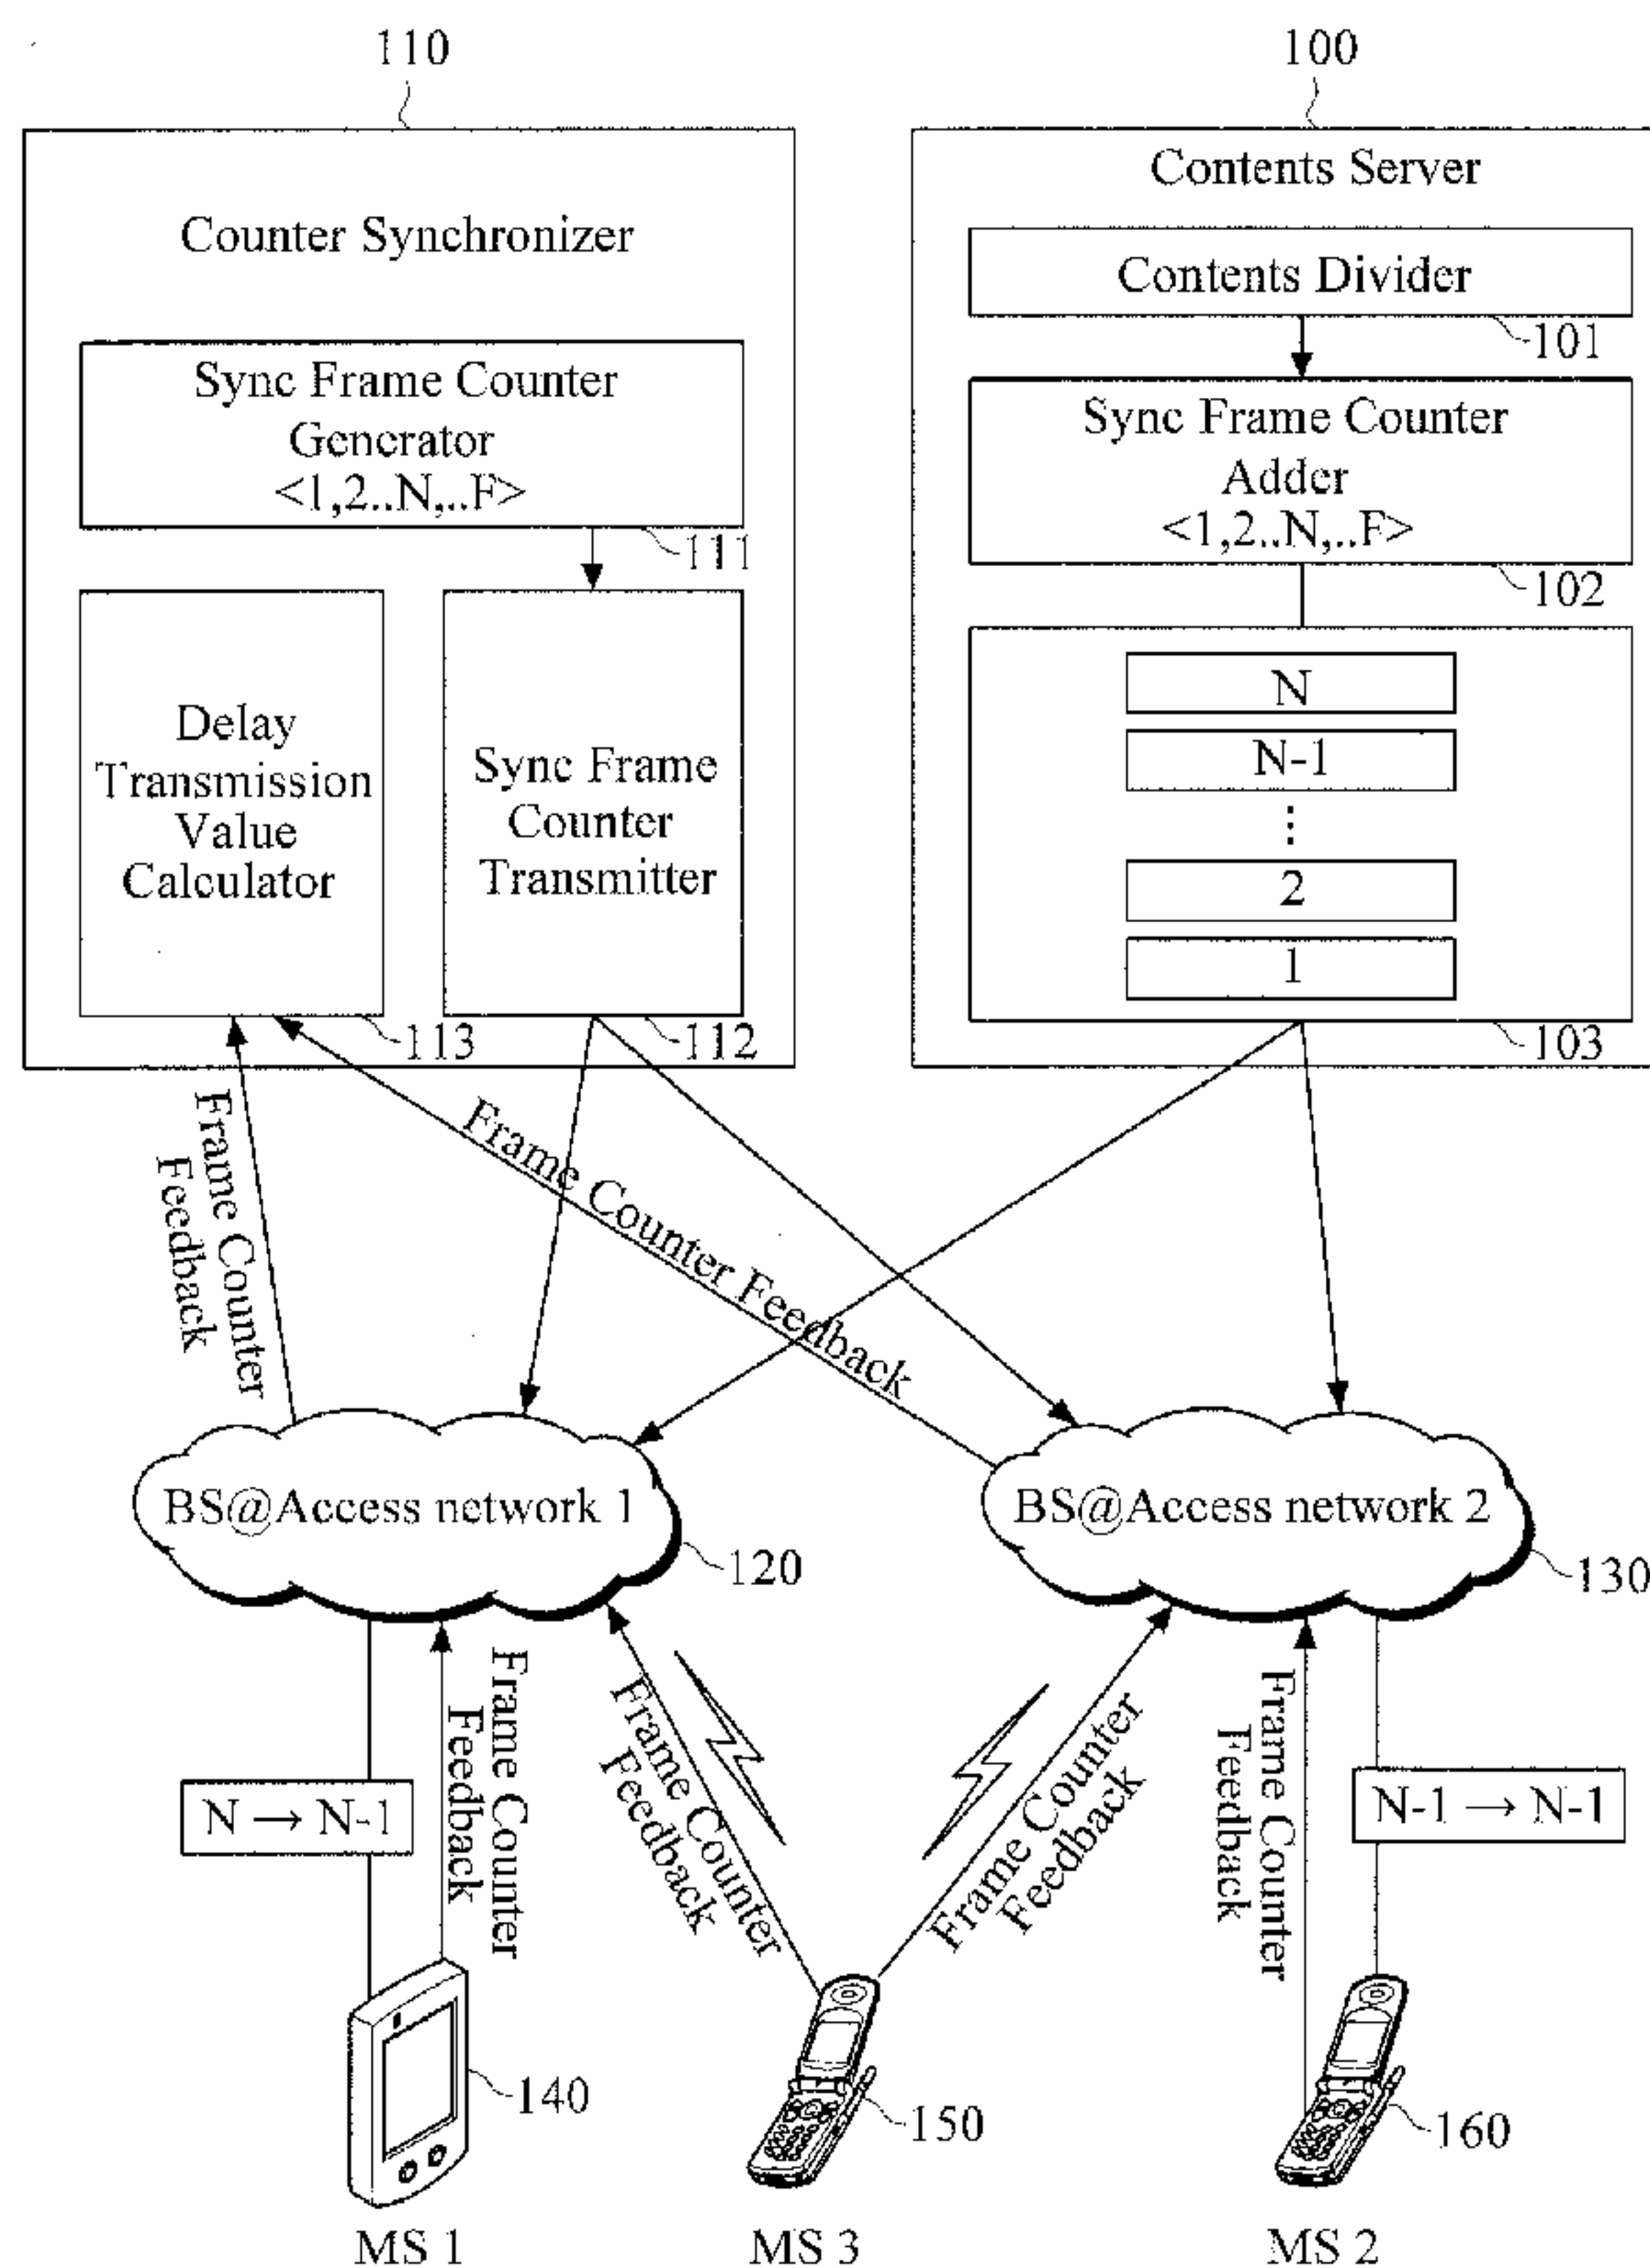 110
100
Counter Synchronizer
Sync Frame Counter
Generator
<1,2..N,..F>
111
Delay
Transmission
Value
Calculator
113
Sync Frame
Counter
Transmitter
112
Contents Server
Contents Divider
101
Sync Frame Counter
Adder
<1,2..N,..F>
102
N
N-1
⋮
2
1
103
Frame Counter
Feedback
Frame Counter Feedback
BS@Access network 1
120
BS@Access network 2
130
N → N-1
Frame Counter
Feedback
Frame Counter
Feedback
Frame Counter
Feedback
Frame Counter
Feedback
N-1 → N-1
140
150
160
MS 1
MS 3
MS 2